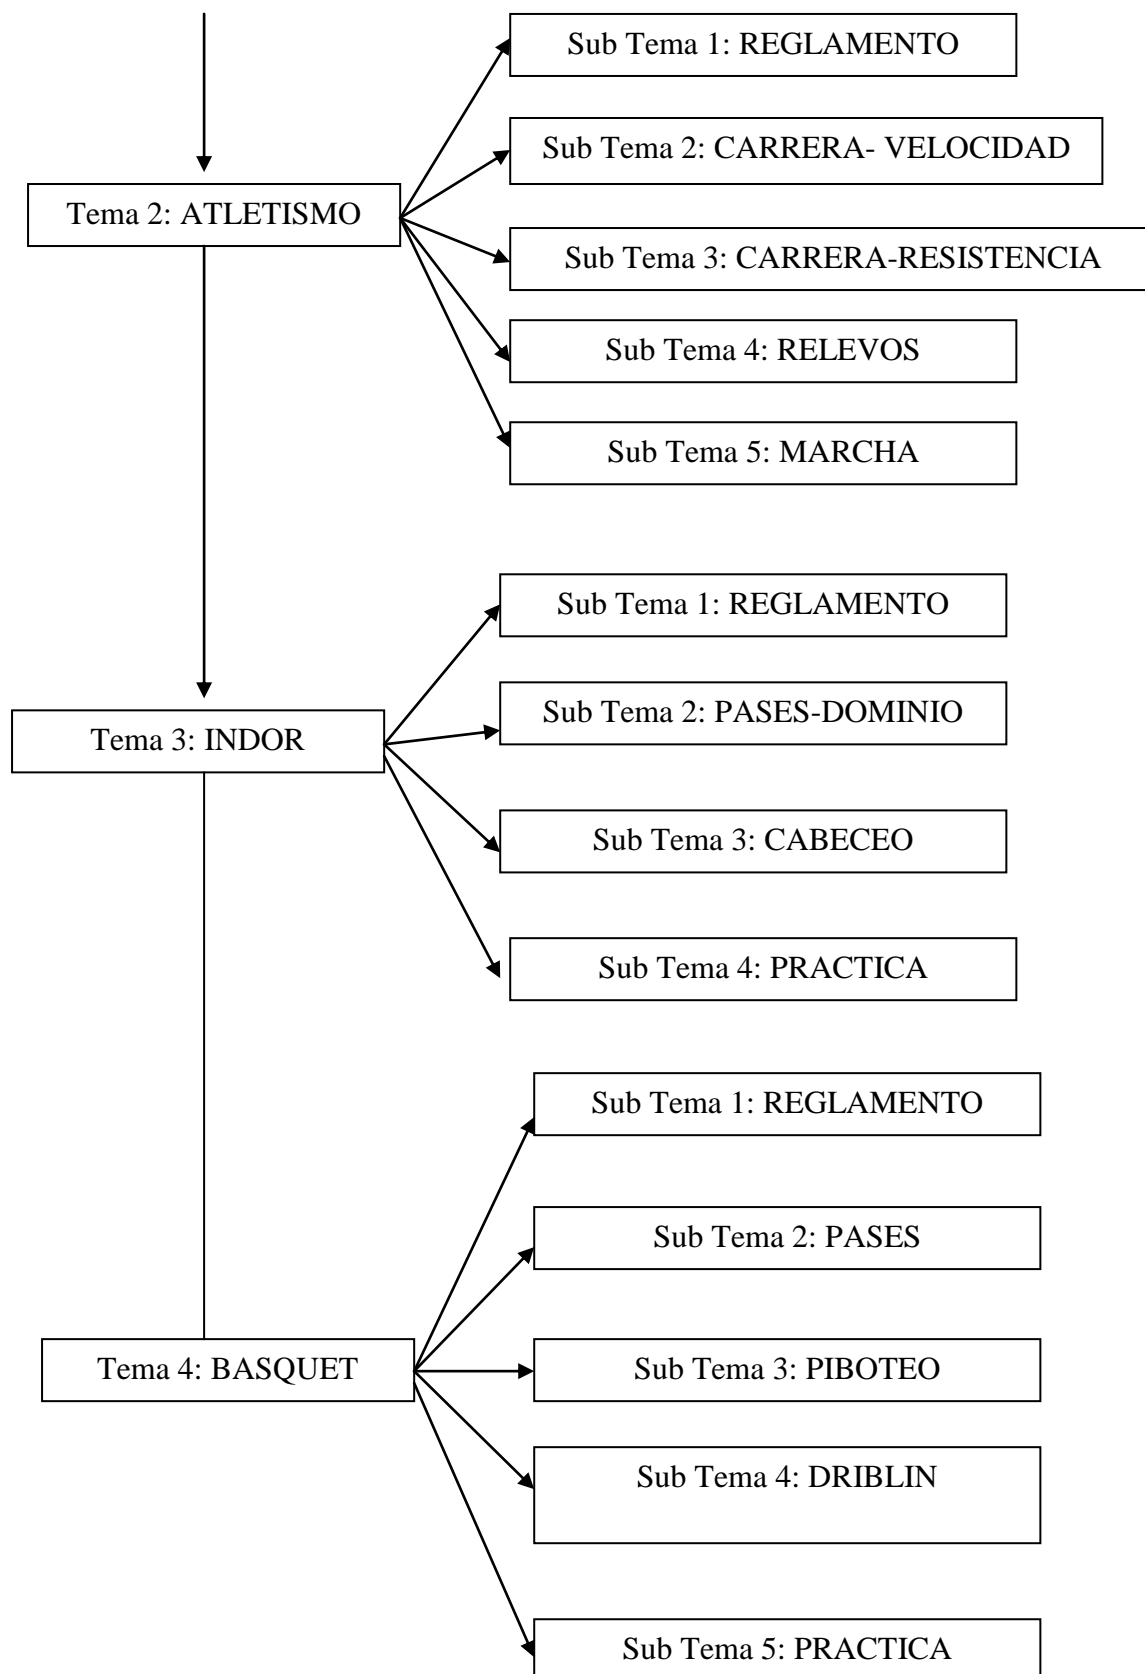 Sub Tema 1: REGLAMENTO
Sub Tema 2: CARRERA- VELOCIDAD
Tema 2: ATLETISMO
Sub Tema 3: CARRERA-RESISTENCIA
Sub Tema 4: RELEVOS
Sub Tema 5: MARCHA
Sub Tema 1: REGLAMENTO
Sub Tema 2: PASES-DOMINIO
Tema 3: INDOR
Sub Tema 3: CABECEO
Sub Tema 4: PRACTICA
Sub Tema 1: REGLAMENTO
Sub Tema 2: PASES
Tema 4: BASQUET
Sub Tema 3: PIBOTEO
Sub Tema 4: DRIBLIN
Sub Tema 5: PRACTICA